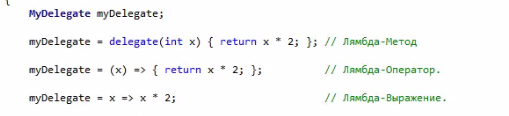 {
MyDelegate myDelegate;
myDelegate = delegate(int x) { return x * 2; }; // Лямбда-Метод
myDelegate = (x) => { return x * 2; }; // Лямбда-Оператор.
myDelegate = x => x * 2; // Лямбда-Выражение.